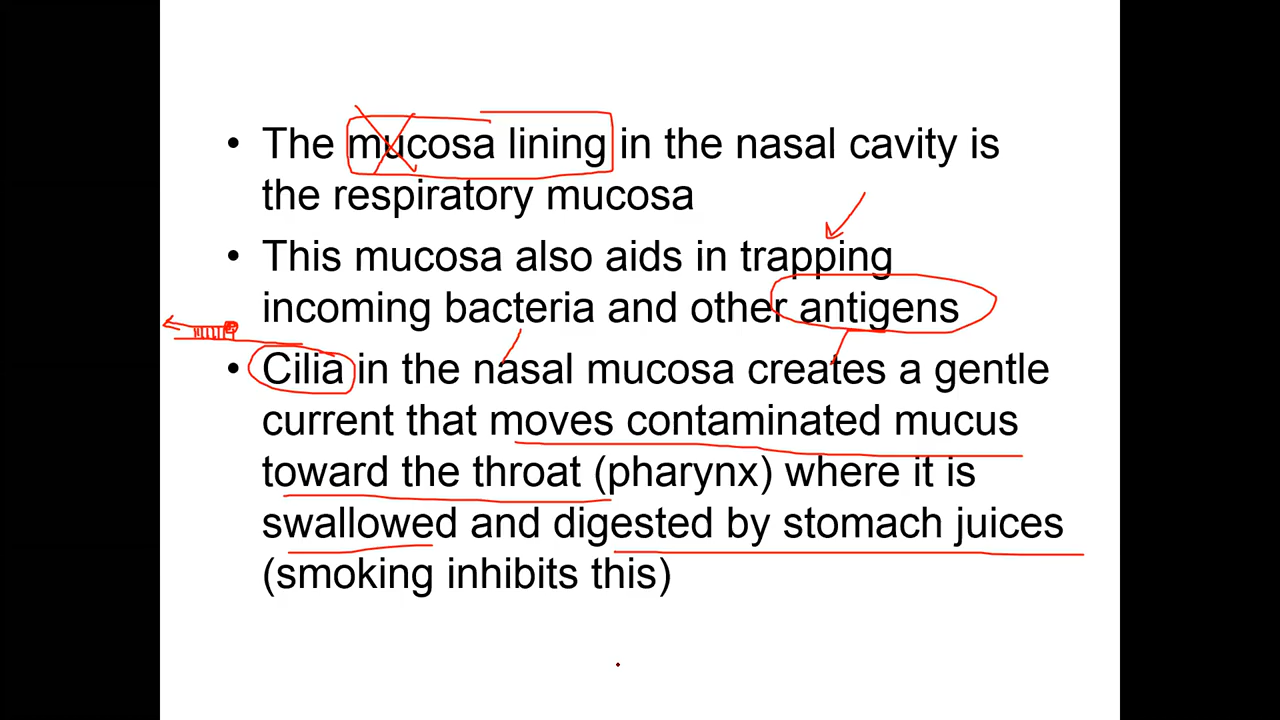 • The mucosa lining in the nasal cavity is
the respiratory mucosa
• This mucosa also aids in trapping
incoming bacteria and other antigens
• Cilia in the nasal mucosa creates a gentle
current that moves contaminated mucus
toward the throat (pharynx) where it is
swallowed and digested by stomach juices
(smoking inhibits this)